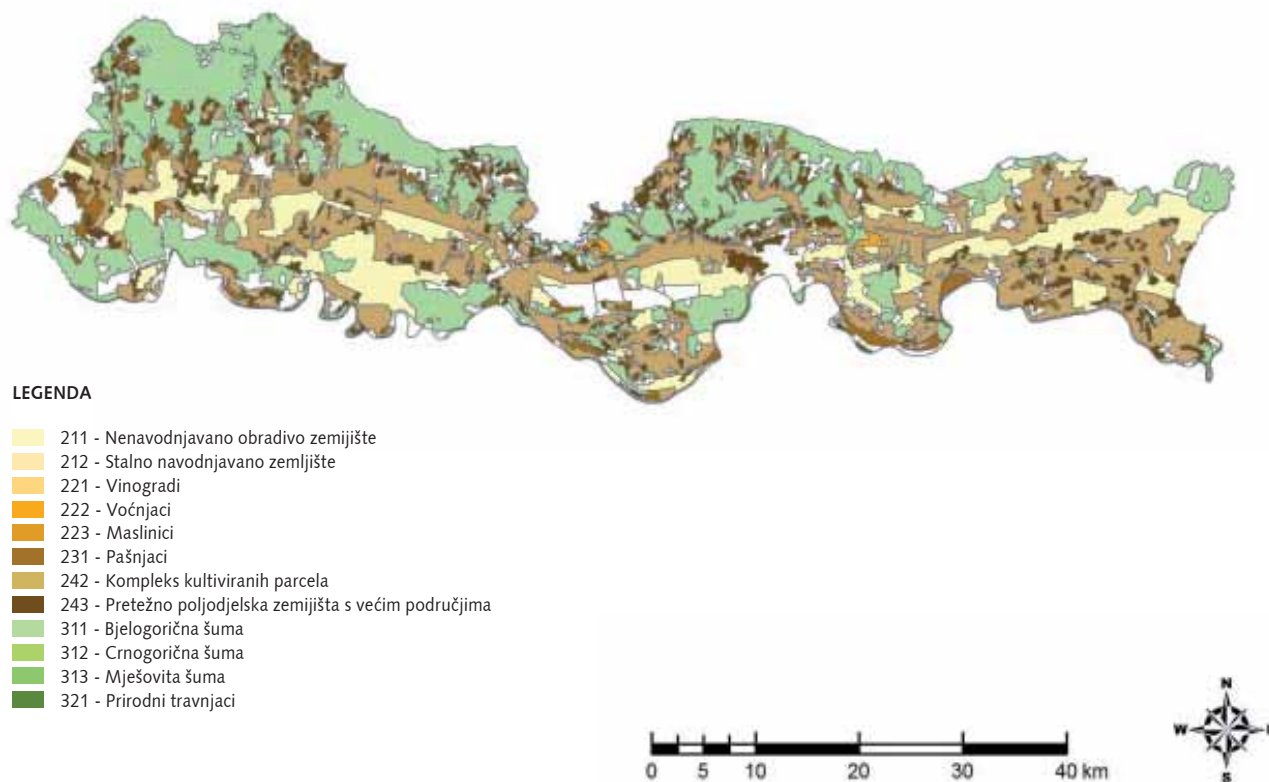 LEGENDA
211 - Nenavodnjavano obradivo zemijište
212 - Stalno navodnjavano zemljište
221 - Vinogradi
222 - Voćnjaci
223 - Maslinici
231 - Pašnjaci
242 - Kompleks kultiviranih parcela
243 - Pretežno poljodjelska zemijišta s većim područjima
311 - Bjelogorična šuma
312 - Crnogorična šuma
313 - Mješovita šuma
321 - Prirodni travnjaci
N
W
S
0 5 10 20 30 40 km